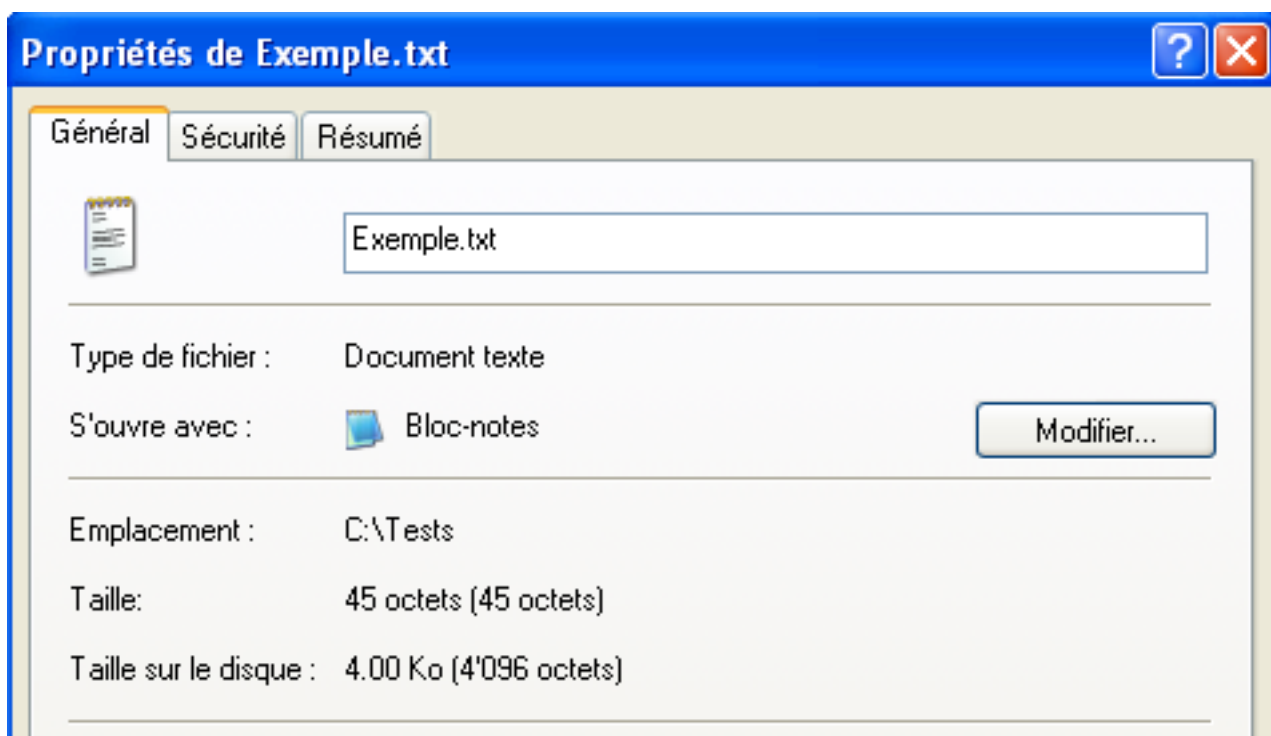 Propriétés de Exemple.txt
Général Sécurité Résumé
Exemple.txt
Type de fichier : Document texte
S'ouvre avec : Bloc-notes Modifier...
Emplacement : C:\Tests
Taille: 45 octets (45 octets)
Taille sur le disque : 4.00 Ko (4'096 octets)